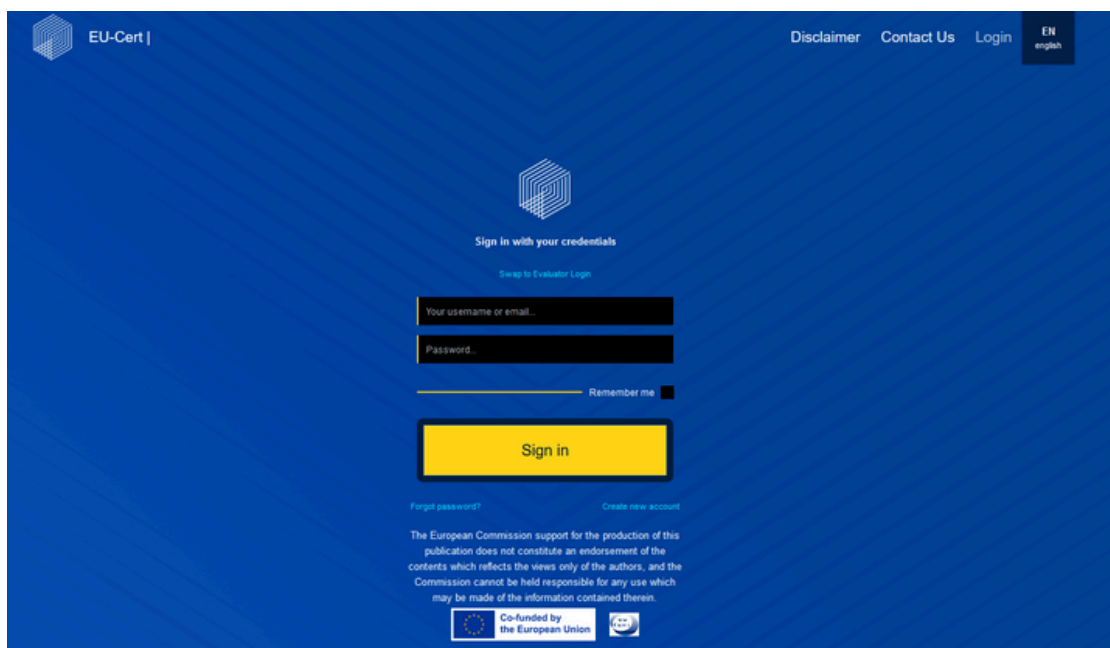 EU-Cert |
Disclaimer Contact Us Login EN
english
Sign in with your credentials
Swap to Evaluator Login
Your username or email...
Password...
Remember me
Sign in
Forgot password? Create new account
The European Commission support for the production of this
publication does not constitute an endorsement of the
contents which reflects the views only of the authors, and the
Commission cannot be held responsible for any use which
may be made of the information contained therein.
Co-funded by
the European Union